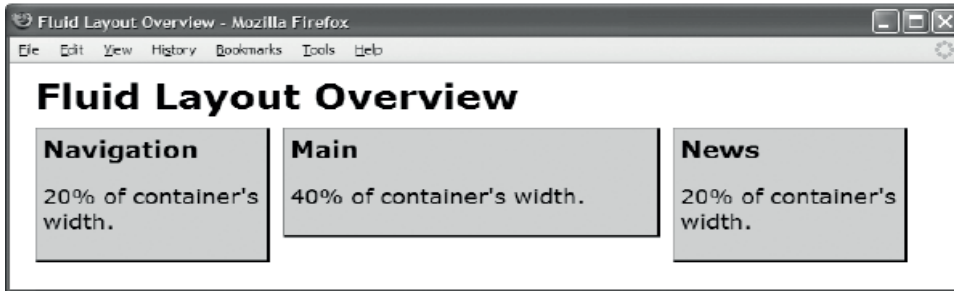 Fluid Layout Overview - Mozilla Firefox
File Edit View History Bookmarks Tools Help
Fluid Layout Overview
Navigation
20% of container's
width.
Main
40% of container's width.
News
20% of container's
width.